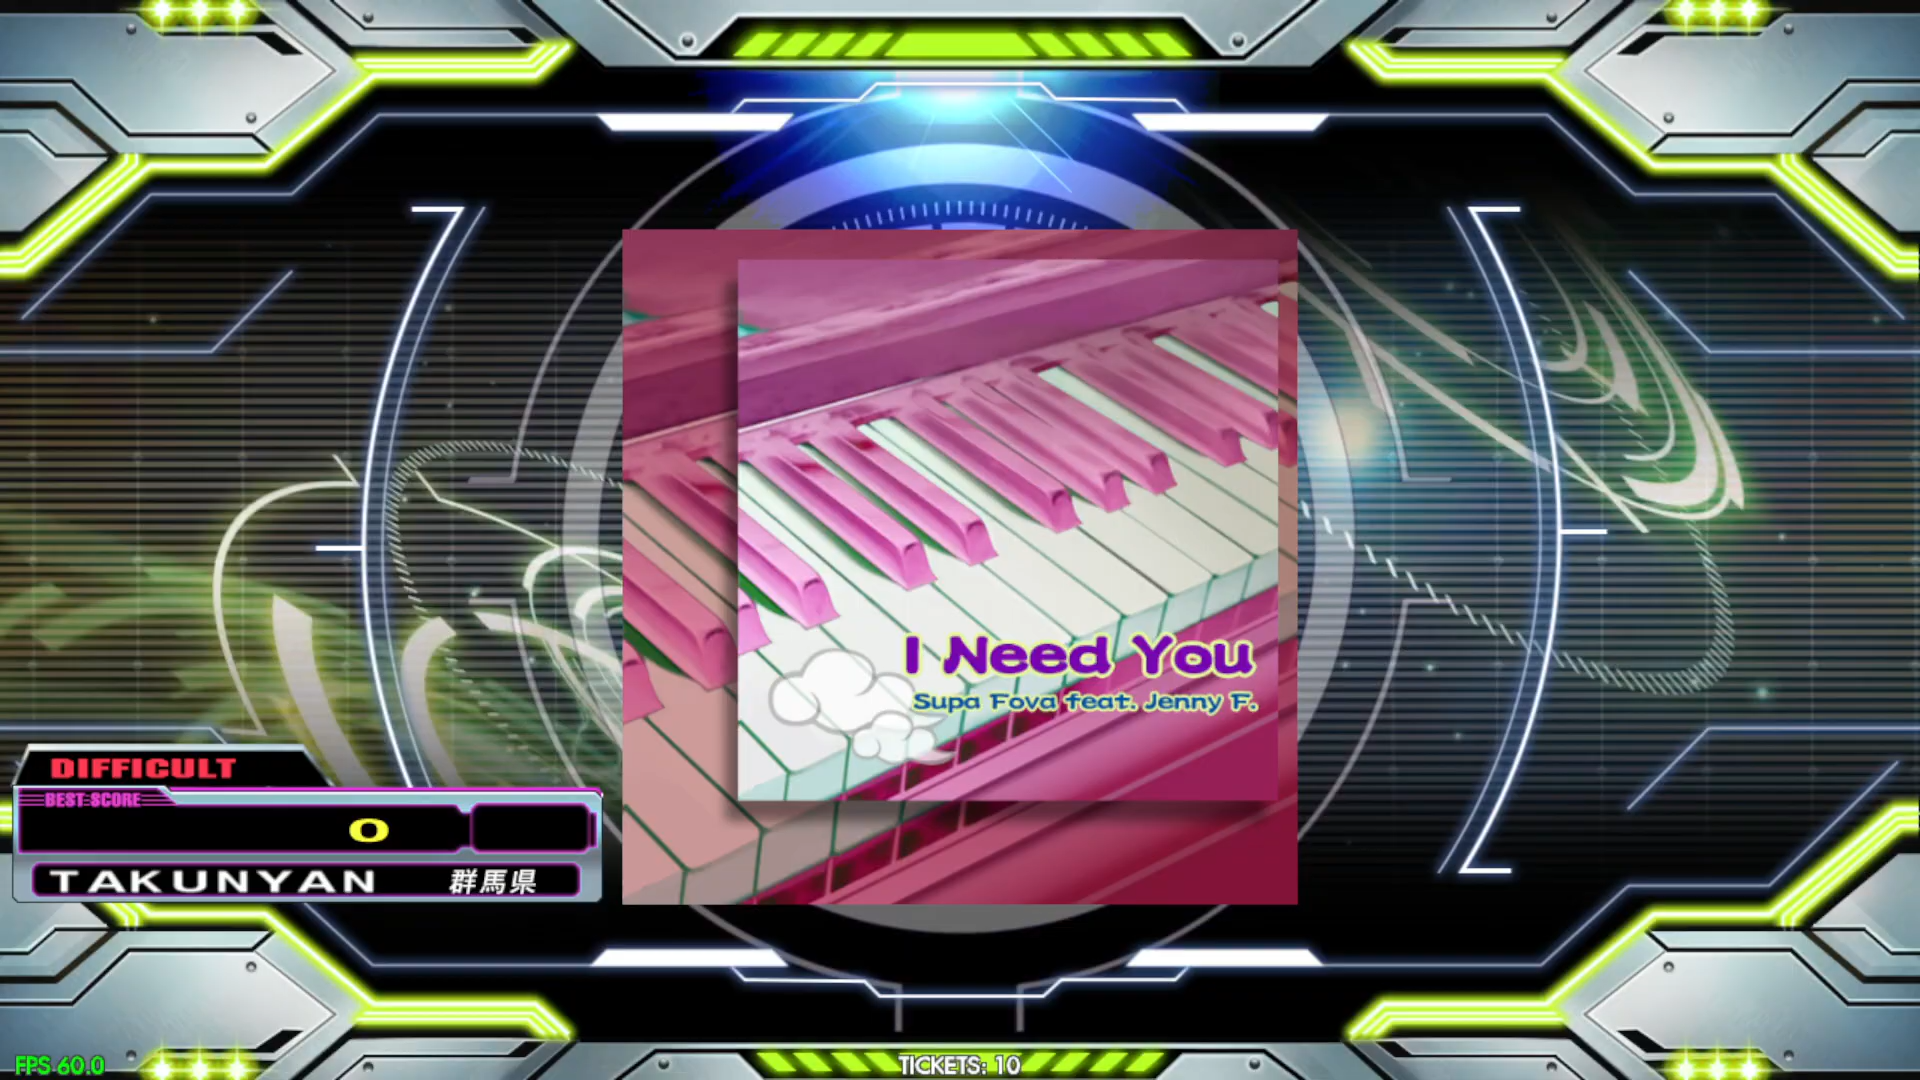 I Need You
Supa Fova feat. Jenny F.
DIFFICULT
BEST SCORE
0
TAKUNYAN 群馬県
FPS 60.0
TICKETS: 10